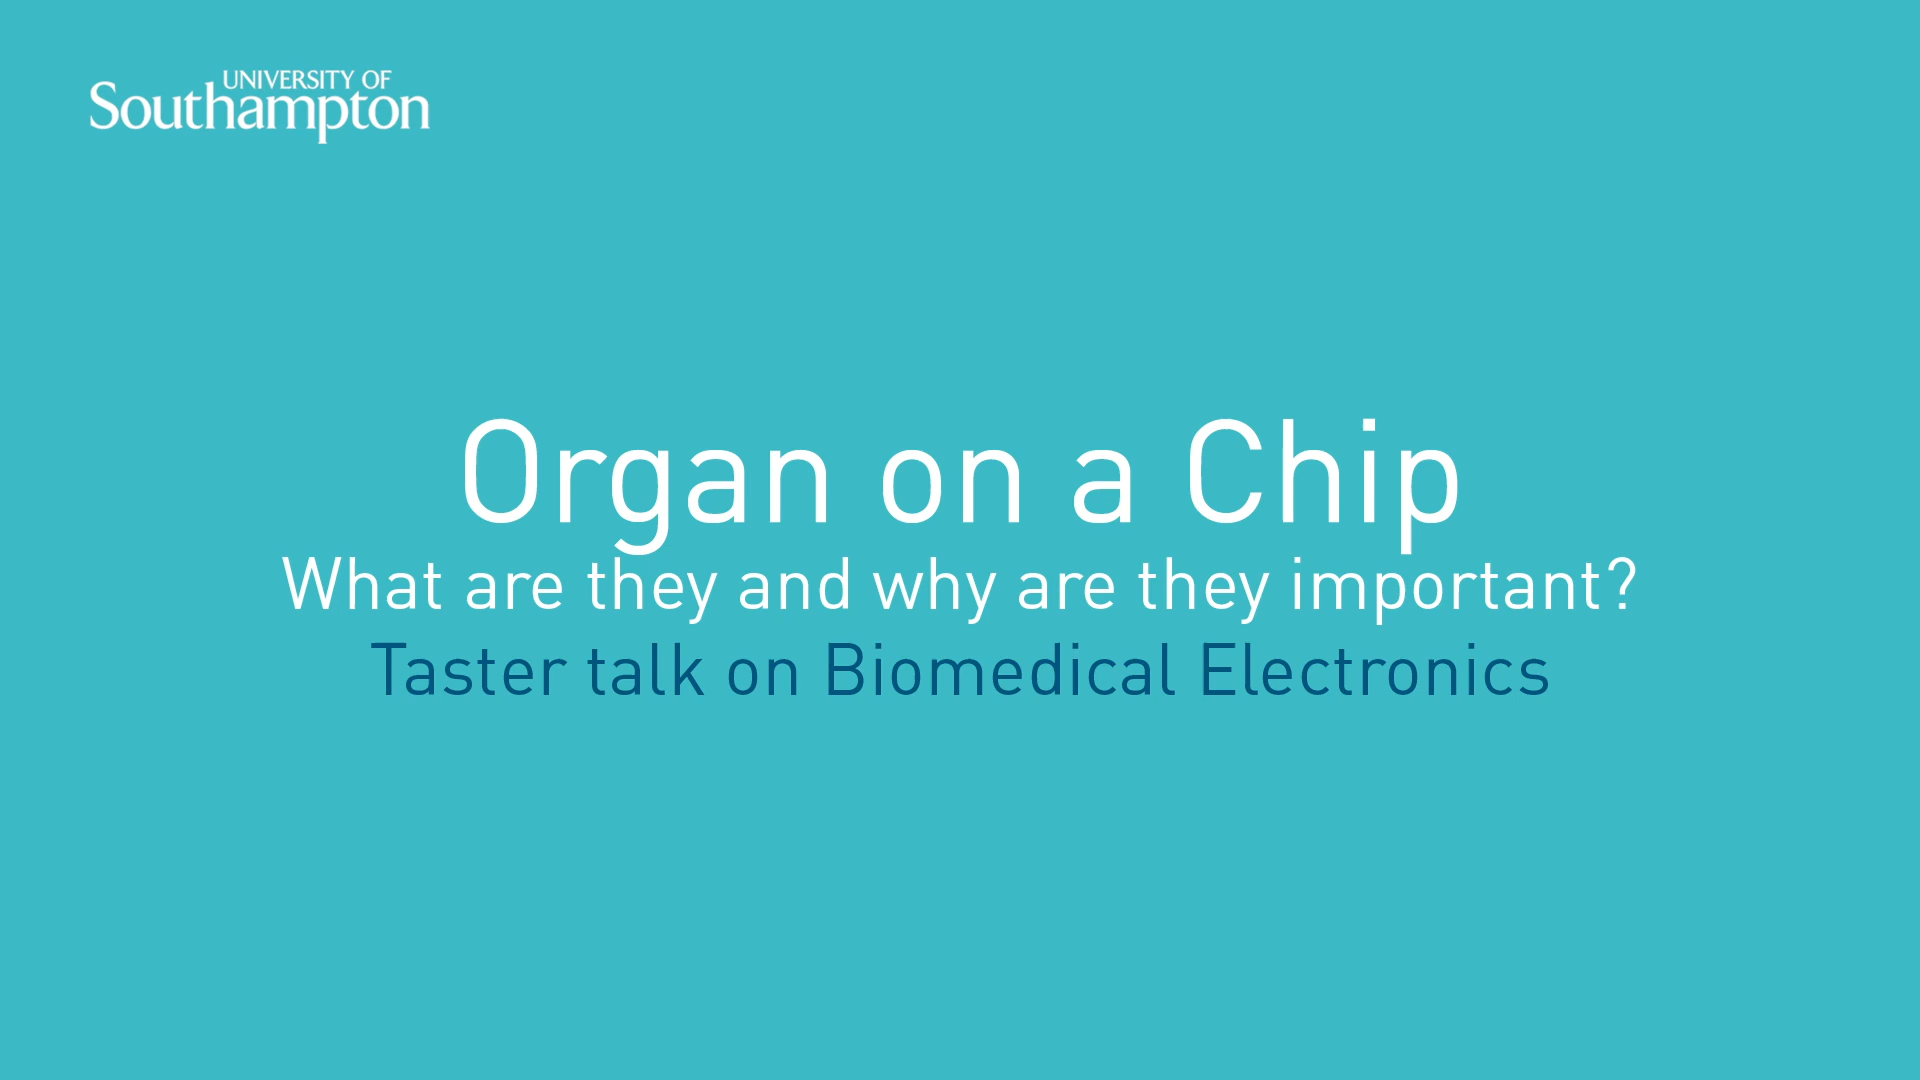 UNIVERSITY OF
Southampton
Organ on a Chip
What are they and why are they important?
Taster talk on Biomedical Electronics